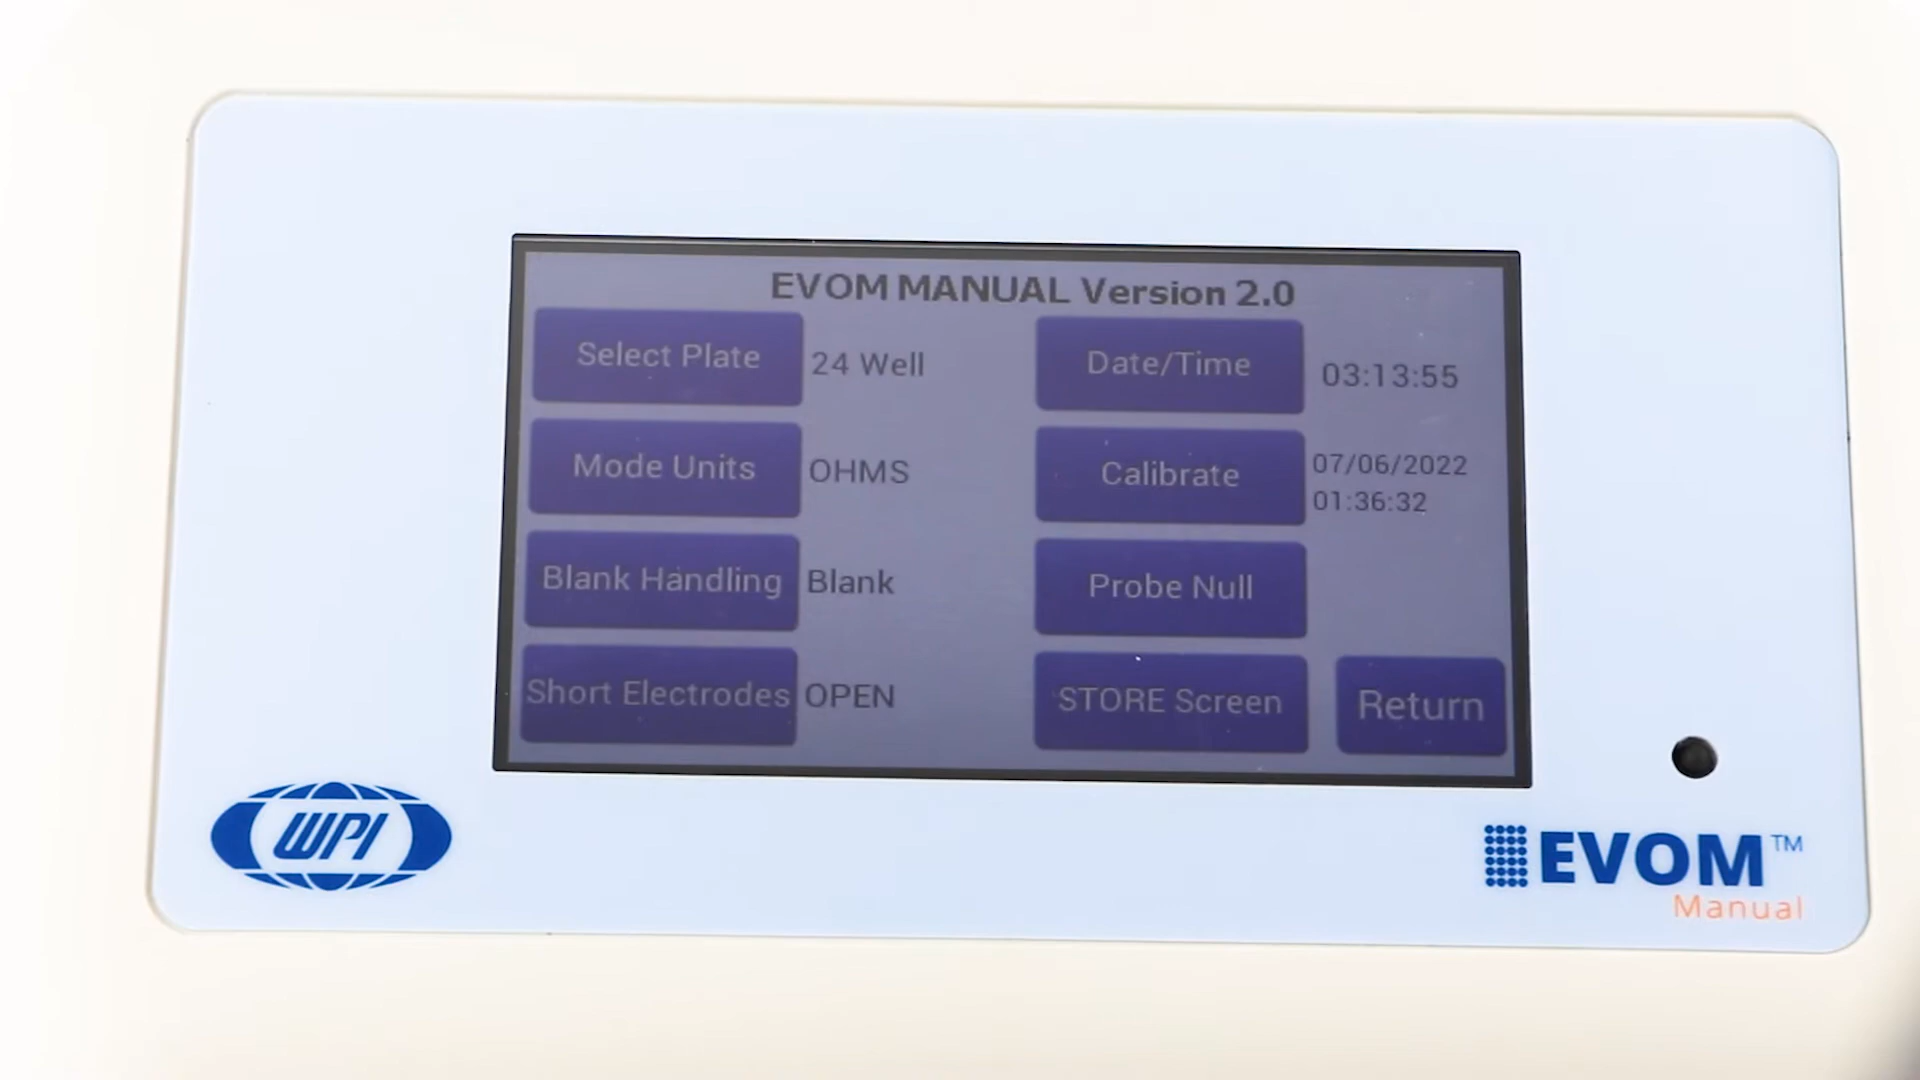 EVOM MANUAL Version 2.0
Select Plate 24 Well
Date/Time 03:13:55
Mode Units OHMS
Calibrate 07/06/2022
01:36:32
Blank Handling Blank
Probe Null
Short Electrodes OPEN
STORE Screen
Return
WPI
EVOM™
Manual